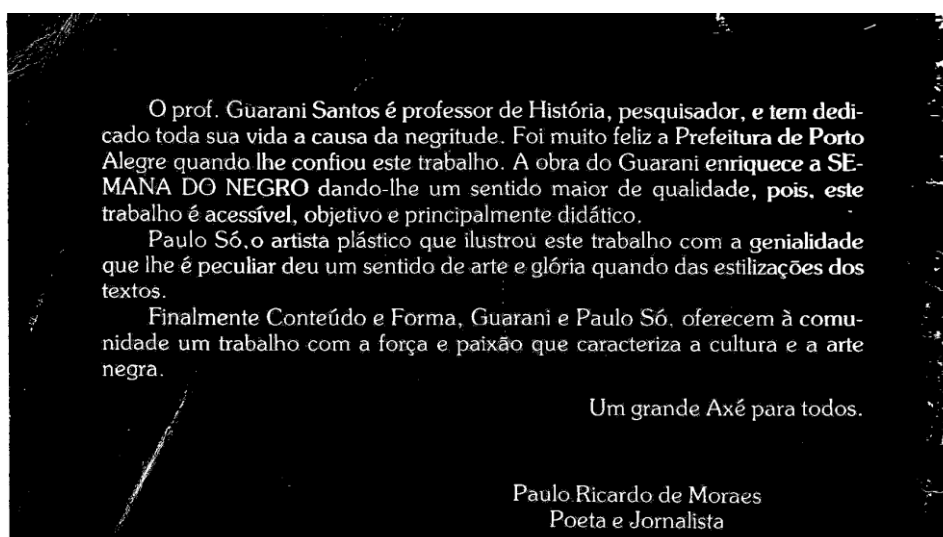 O prof. Guarani Santos é professor de História, pesquisador, e tem dedi-
cado toda sua vida a causa da negritude. Foi muito feliz a Prefeitura de Porto
Alegre quando lhe confiou este trabalho. A obra do Guarani enriquece a SE-
MANA DO NEGRO dando-lhe um sentido maior de qualidade, pois, este
trabalho é acessível, objetivo e principalmente didático.
Paulo Só,o artista plástico que ilustrou este trabalho com a genialidade
que lhe é peculiar deu um sentido de arte e glória quando das estilizações dos
textos.
Finalmente Conteúdo e Forma, Guarani e Paulo Só, oferecem à comu-
nidade um trabalho com a força e paixão que caracteriza a cultura e a arte
negra.
Um grande Axé para todos.
Paulo Ricardo de Moraes
Poeta e Jornalista